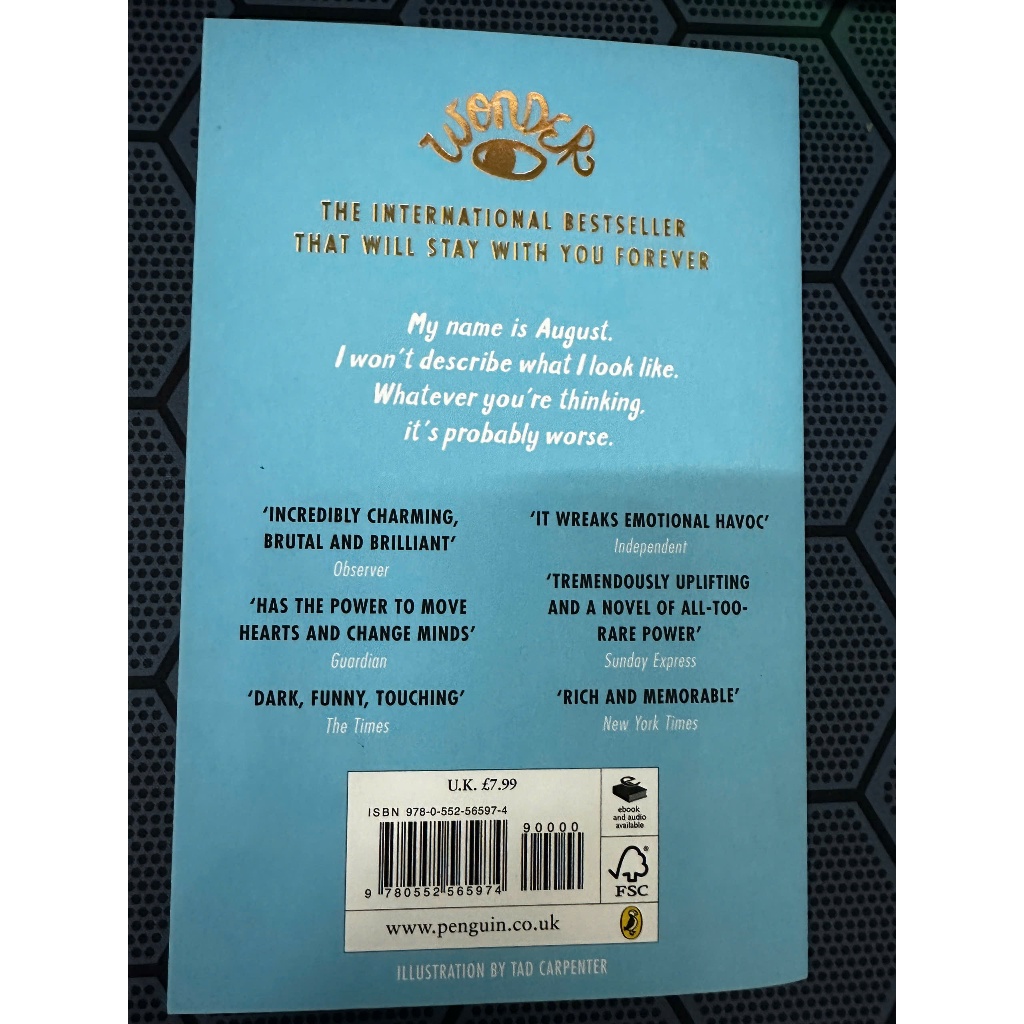 WONDER
THE INTERNATIONAL BESTSELLER
THAT WILL STAY WITH YOU FOREVER
My name is August.
I won't describe what I look like.
Whatever you're thinking,
it's probably worse.
'INCREDIBLY CHARMING,
BRUTAL AND BRILLIANT'
Observer
'HAS THE POWER TO MOVE
HEARTS AND CHANGE MINDS'
Guardian
'DARK, FUNNY, TOUCHING'
The Times
'IT WREAKS EMOTIONAL HAVOC'
Independent
'TREMENDOUSLY UPLIFTING
AND A NOVEL OF ALL-TOO-
RARE POWER'
Sunday Express
'RICH AND MEMORABLE'
New York Times
U.K. £7.99
ISBN 978-0-552-56597-4
90000
9 780552 565974
ebook
and audio
available
FSC
www.penguin.co.uk
ILLUSTRATION BY TAD CARPENTER